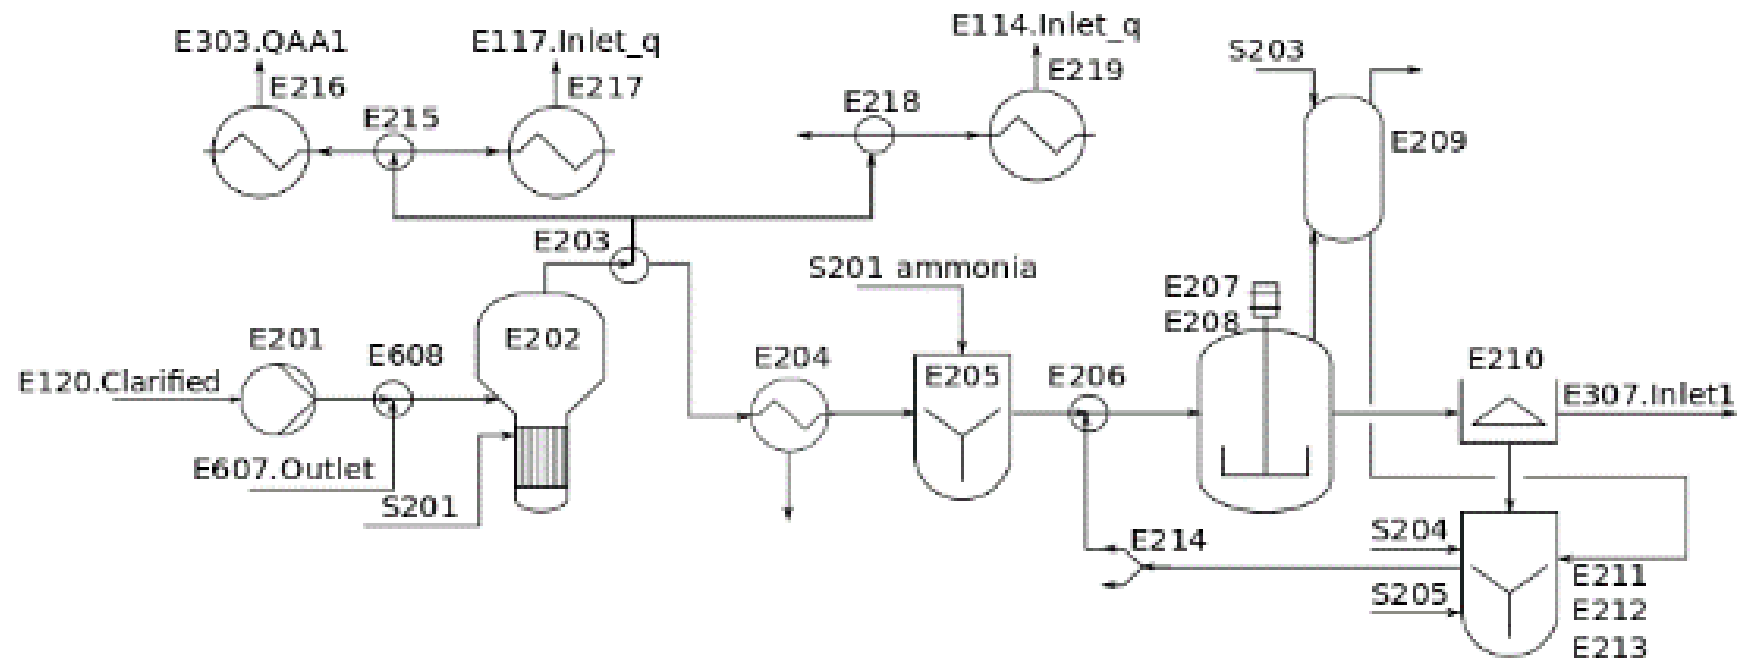 E114.Inlet_q
E303.QAA1
E117.Inlet_q
S203
E219
E216
E217
E218
E215
E209
E203
S201 ammonia
E207
E208
E201
E202
E608
E204
E205
E206
E210
E120.Clarified
E307.Inlet1
E607.Outlet
S201
S204
E214
E211
S205
E212
E213